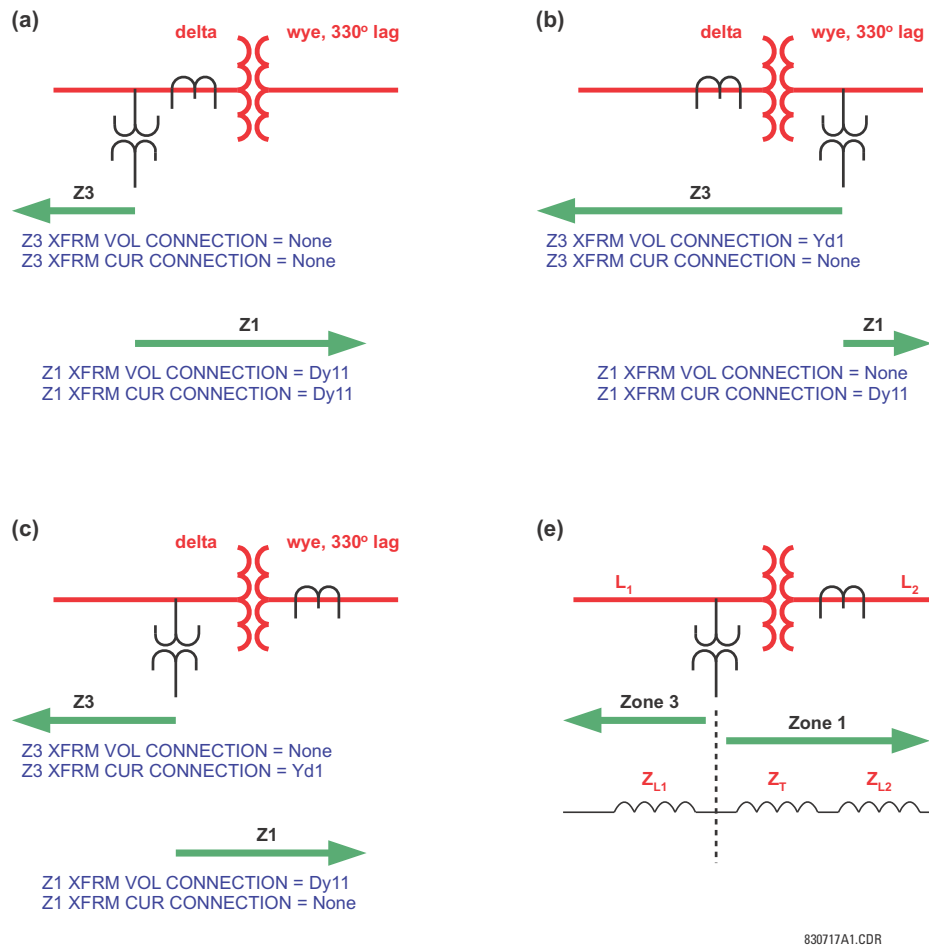 (a)
delta
wye, 330° lag
Z3
Z3 XFRM VOL CONNECTION = None
Z3 XFRM CUR CONNECTION = None
Z1
Z1 XFRM VOL CONNECTION = Dy11
Z1 XFRM CUR CONNECTION = Dy11
(b)
delta
wye, 330° lag
Z3
Z3 XFRM VOL CONNECTION = Yd1
Z3 XFRM CUR CONNECTION = None
Z1
Z1 XFRM VOL CONNECTION = None
Z1 XFRM CUR CONNECTION = Dy11
(c)
delta
wye, 330° lag
Z3
Z3 XFRM VOL CONNECTION = None
Z3 XFRM CUR CONNECTION = Yd1
Z1
Z1 XFRM VOL CONNECTION = Dy11
Z1 XFRM CUR CONNECTION = None
(e)
L1
L2
Zone 3
Zone 1
ZL1
ZT
ZL2
830717A1.CDR